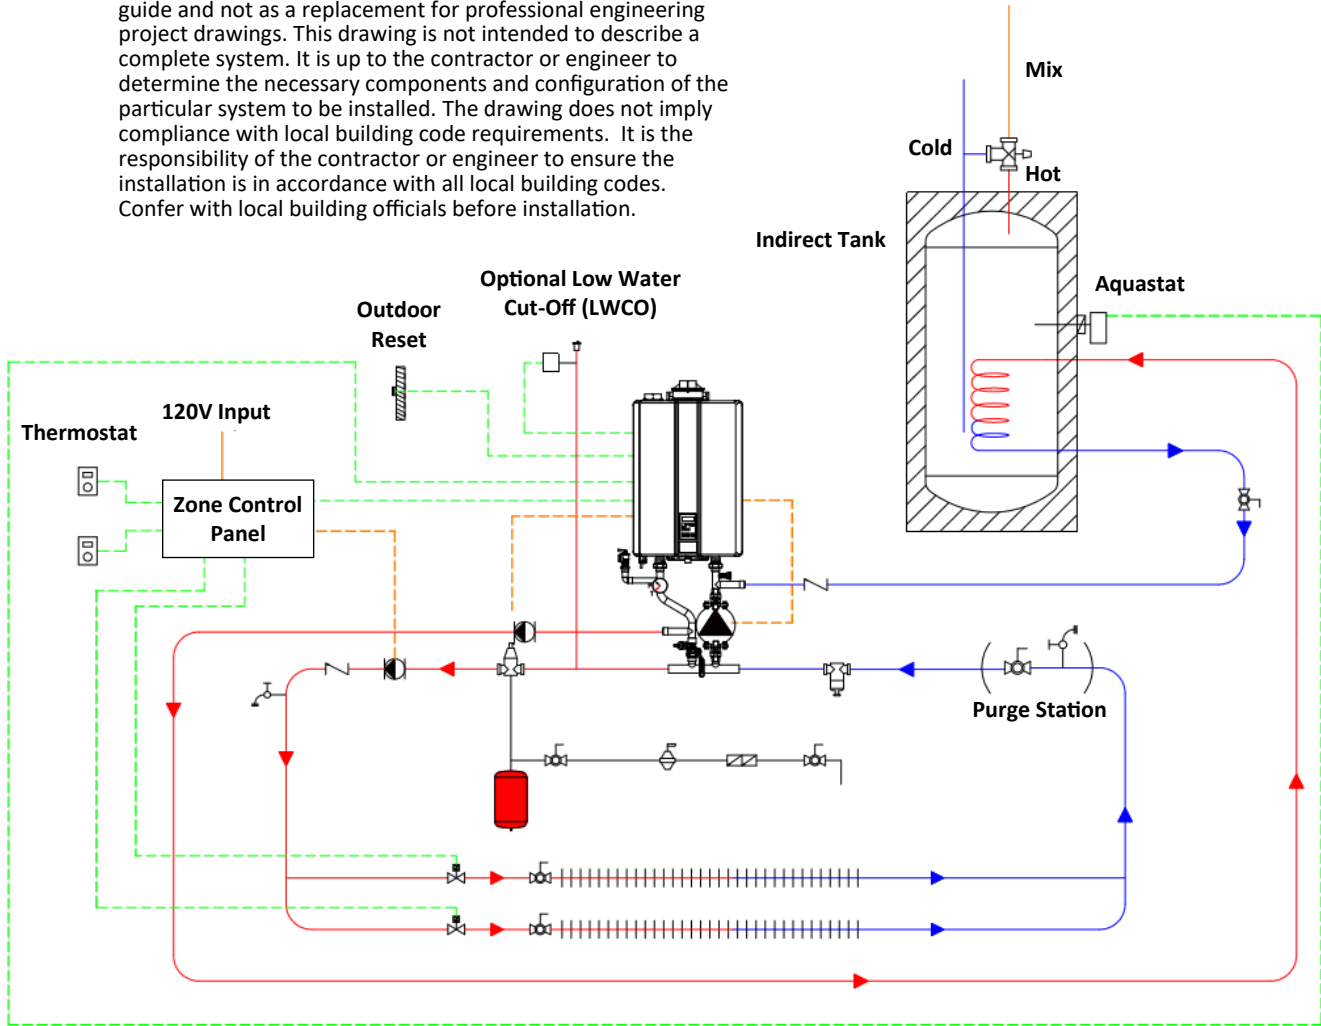 guide and not as a replacement for professional engineering
project drawings. This drawing is not intended to describe a
complete system. It is up to the contractor or engineer to
determine the necessary components and configuration of the
particular system to be installed. The drawing does not imply
compliance with local building code requirements.  It is the
responsibility of the contractor or engineer to ensure the
installation is in accordance with all local building codes.
Confer with local building officials before installation.
Mix
Cold
Hot
Indirect Tank
Aquastat
Optional Low Water
Cut-Off (LWCO)
Outdoor
Reset
120V Input
Thermostat
Zone Control
Panel
Purge Station